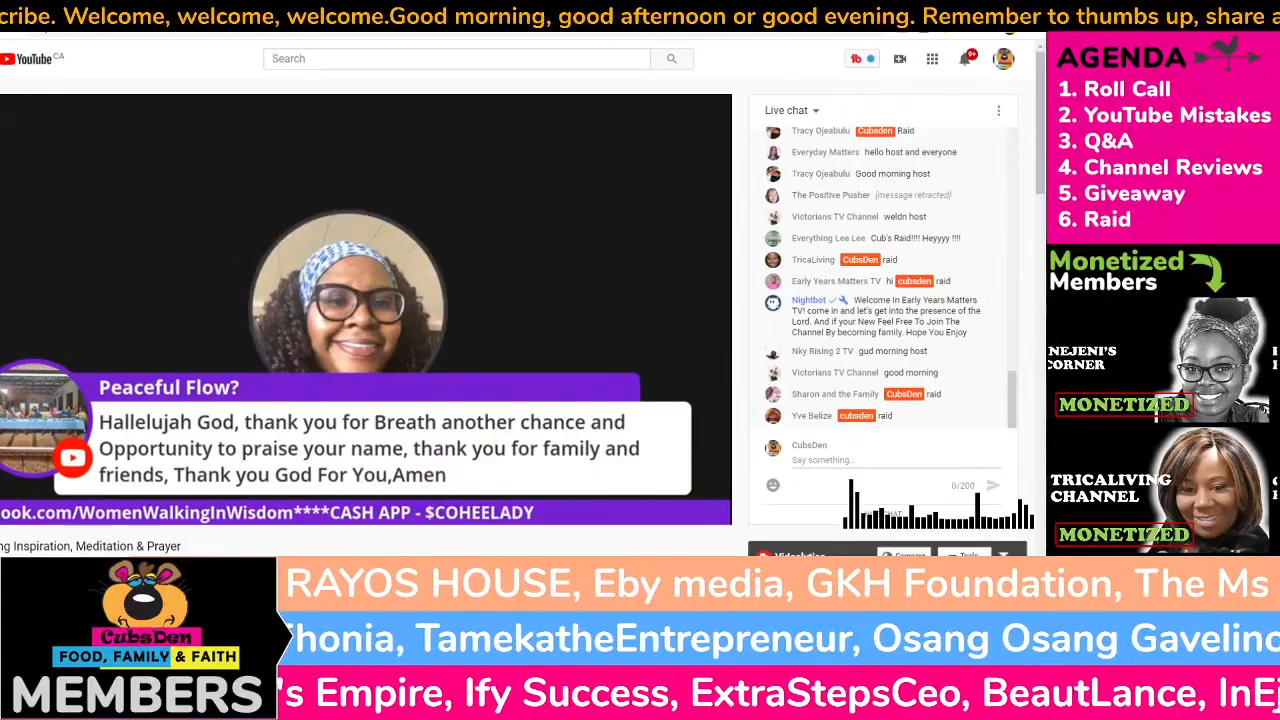 cribe. Welcome, welcome, welcome.Good morning, good afternoon or good evening. Remember to thumbs up, share a
YouTube CA
Search
9+
Live chat
Tracy Ojeabulu Cubsden Raid
Everyday Matters hello host and everyone
Tracy Ojeabulu Good morning host
The Positive Pusher [message retracted]
Victorians TV Channel weldn host
Everything Lee Lee Cub's Raid!!!! Heyyyy !!!!
TricaLiving CubsDen raid
Early Years Matters TV hi cubsden raid
Nightbot Welcome In Early Years Matters
TV! come in and let's get into the presence of the
Lord. And if your New Feel Free To Join The
Channel By becoming family. Hope You Enjoy
Nky Rising 2 TV gud morning host
Victorians TV Channel good morning
Sharon and the Family CubsDen raid
Yve Belize cubsden raid
CubsDen
Say something...
0/200
CHAT
Compare
Tools
Peaceful Flow?
Hallelujah God, thank you for Breath another chance and
Opportunity to praise your name, thank you for family and
friends, Thank you God For You,Amen
ook.com/WomenWalkingInWisdom****CASH APP - $COHEELADY
ng Inspiration, Meditation & Prayer
AGENDA
1. Roll Call
2. YouTube Mistakes
3. Q&A
4. Channel Reviews
5. Giveaway
6. Raid
Monetized
Members
NEJENI'S
CORNER
MONETIZED
TRICALIVING
CHANNEL
MONETIZED
CubsDen
FOOD, FAMILY & FAITH
MEMBERS
RAYOS HOUSE, Eby media, GKH Foundation, The Ms
honia, TamekatheEntrepreneur, Osang Osang Gavelino
's Empire, Ify Success, ExtraStepsCeo, BeautLance, InEj